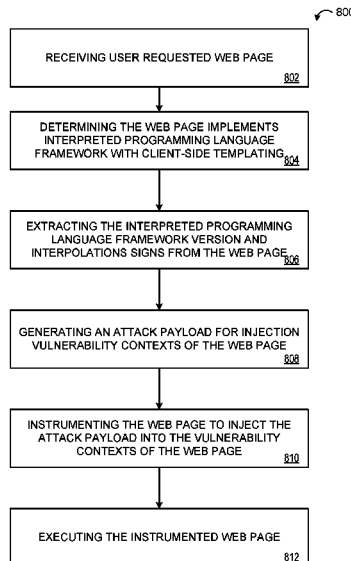 800
RECEIVING USER REQUESTED WEB PAGE
802
DETERMINING THE WEB PAGE IMPLEMENTS
INTERPRETED PROGRAMMING LANGUAGE
FRAMEWORK WITH CLIENT-SIDE TEMPLATING
804
EXTRACTING THE INTERPRETED PROGRAMMING
LANGUAGE FRAMEWORK VERSION AND
INTERPOLATIONS SIGNS FROM THE WEB PAGE
806
GENERATING AN ATTACK PAYLOAD FOR INJECTION
VULNERABILITY CONTEXTS OF THE WEB PAGE
808
INSTRUMENTING THE WEB PAGE TO INJECT THE
ATTACK PAYLOAD INTO THE VULNERABILITY
CONTEXTS OF THE WEB PAGE
810
EXECUTING THE INSTRUMENTED WEB PAGE
812